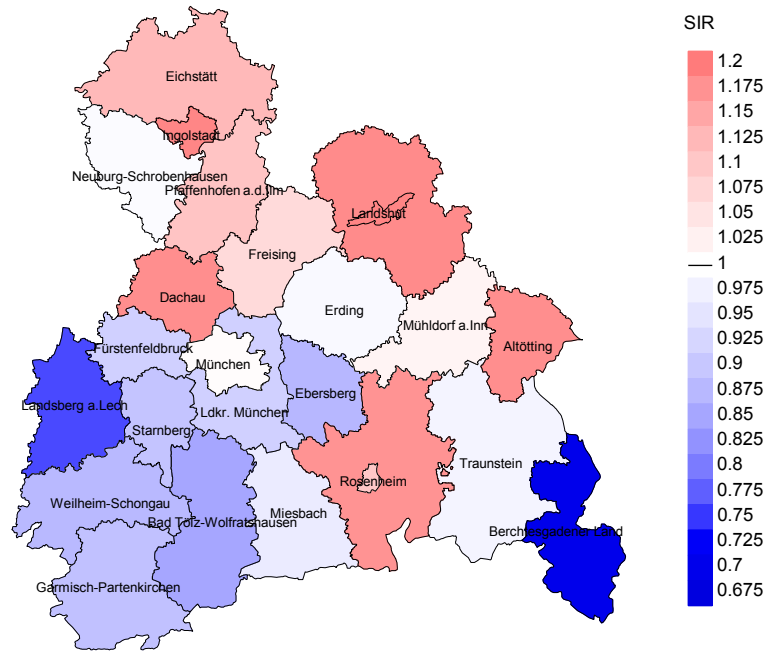 SIR
1.2
1.175
1.15
1.125
1.1
1.075
1.05
1.025
1
0.975
0.95
0.925
0.9
0.875
0.85
0.825
0.8
0.775
0.75
0.725
0.7
0.675
Eichstätt
Ingolstadt
Neuburg-Schrobenhausen
Pfaffenhofen a.d.Ilm
Landshut
Freising
Dachau
Erding
Mühldorf a.Inn
Altötting
Fürstenfeldbruck
München
Ebersberg
Landsberg a.Lech
Ldkr. München
Starnberg
Traunstein
Rosenheim
Weilheim-Schongau
Miesbach
Bad Tölz-Wolfratshausen
Berchtesgadener Land
Garmisch-Partenkirchen